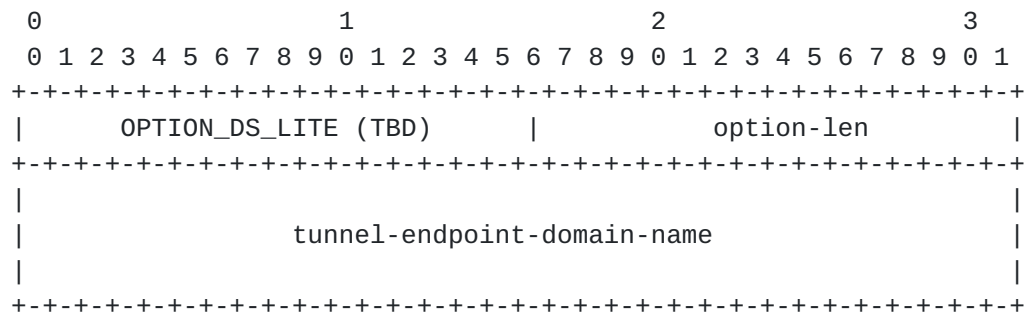 0                   1                   2                   3
 0 1 2 3 4 5 6 7 8 9 0 1 2 3 4 5 6 7 8 9 0 1 2 3 4 5 6 7 8 9 0 1
+-+-+-+-+-+-+-+-+-+-+-+-+-+-+-+-+-+-+-+-+-+-+-+-+-+-+-+-+-+-+-+-+
|      OPTION_DS_LITE (TBD)      |           option-len         |
+-+-+-+-+-+-+-+-+-+-+-+-+-+-+-+-+-+-+-+-+-+-+-+-+-+-+-+-+-+-+-+-+
|                                                               |
|                 tunnel-endpoint-domain-name                   |
|                                                               |
+-+-+-+-+-+-+-+-+-+-+-+-+-+-+-+-+-+-+-+-+-+-+-+-+-+-+-+-+-+-+-+-+